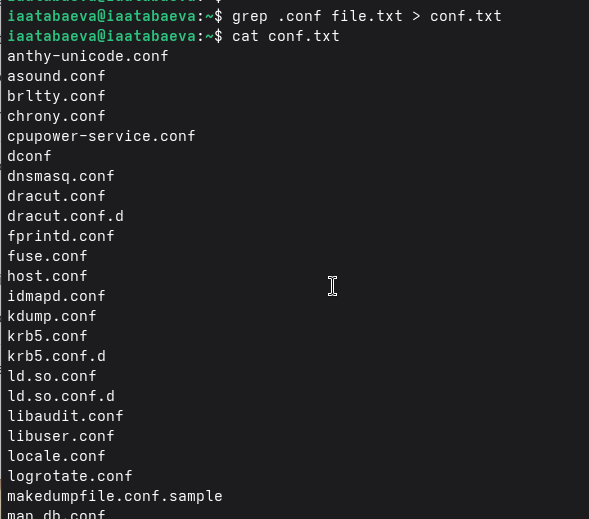 iaatabaeva@iaatabaeva:~$ grep .conf file.txt > conf.txt
iaatabaeva@iaatabaeva:~$ cat conf.txt
anthy-unicode.conf
asound.conf
brltty.conf
chrony.conf
cpupower-service.conf
dconf
dnsmasq.conf
dracut.conf
dracut.conf.d
fprintd.conf
fuse.conf
host.conf
idmapd.conf
kdump.conf
krb5.conf
krb5.conf.d
ld.so.conf
ld.so.conf.d
libaudit.conf
libuser.conf
locale.conf
logrotate.conf
makedumpfile.conf.sample
man_db.conf